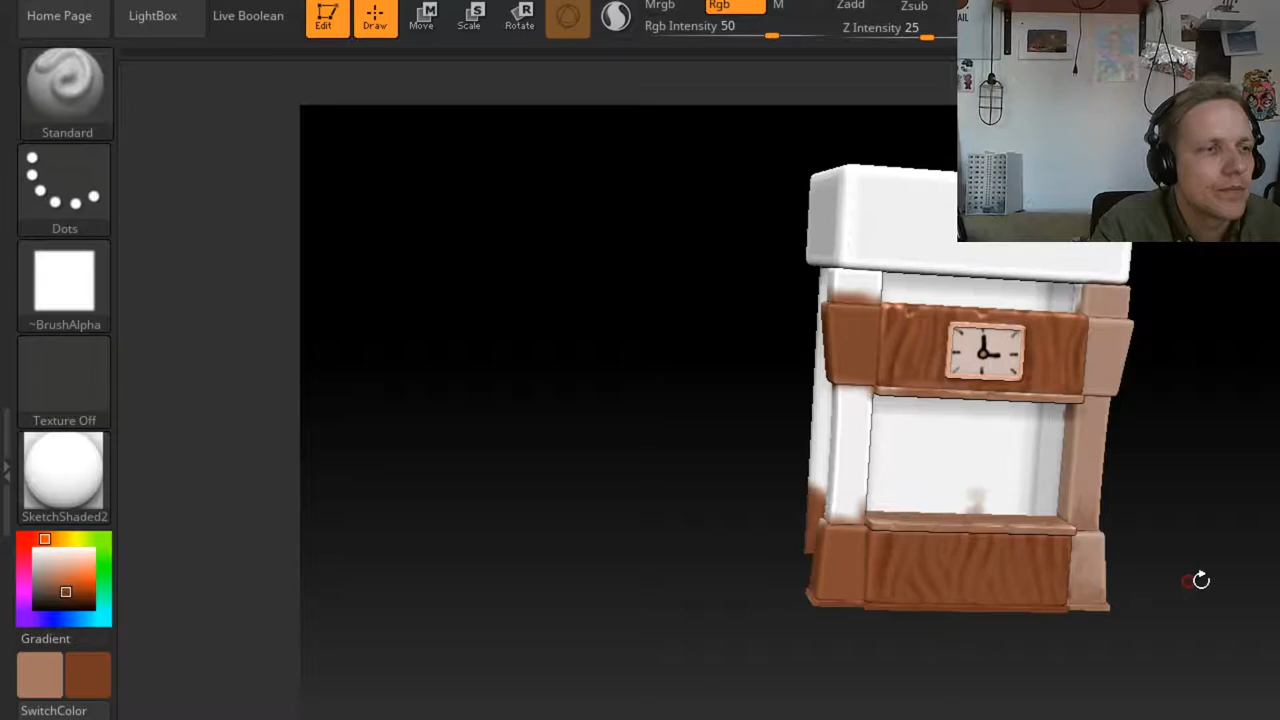 Home Page
LightBox
Live Boolean
Edit
Draw
Move
Scale
Rotate
Mrgb
Rgb
M
Rgb Intensity 50
Zadd
Zsub
Z Intensity 25
AIL
Standard
Dots
~BrushAlpha
Texture Off
SketchShaded2
Gradient
SwitchColor